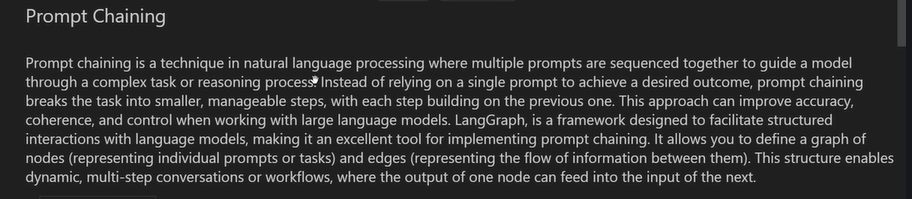 Prompt Chaining
Prompt chaining is a technique in natural language processing where multiple prompts are sequenced together to guide a model
through a complex task or reasoning process. Instead of relying on a single prompt to achieve a desired outcome, prompt chaining
breaks the task into smaller, manageable steps, with each step building on the previous one. This approach can improve accuracy,
coherence, and control when working with large language models. LangGraph, is a framework designed to facilitate structured
interactions with language models, making it an excellent tool for implementing prompt chaining. It allows you to define a graph of
nodes (representing individual prompts or tasks) and edges (representing the flow of information between them). This structure enables
dynamic, multi-step conversations or workflows, where the output of one node can feed into the input of the next.